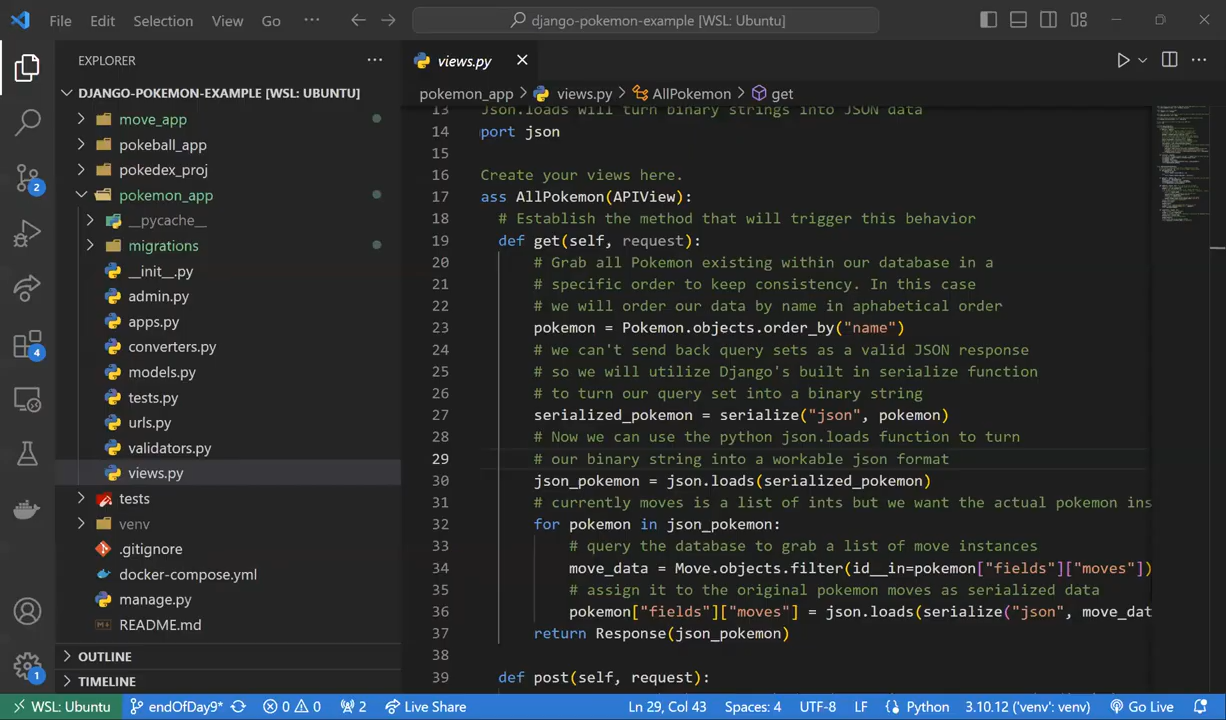 File Edit Selection View Go ··· django-pokemon-example [WSL: Ubuntu]
EXPLORER
DJANGO-POKEMON-EXAMPLE [WSL: UBUNTU]
move_app
pokeball_app
pokedex_proj
pokemon_app
__pycache__
migrations
__init__.py
admin.py
apps.py
converters.py
models.py
tests.py
urls.py
validators.py
views.py
tests
venv
.gitignore
docker-compose.yml
manage.py
README.md
OUTLINE
TIMELINE
2
4
1
views.py
pokemon_app > views.py > AllPokemon > get
13 Json.loads will turn binary strings into JSON data
14 port json
15
16 Create your views here.
17 ass AllPokemon(APIView):
18 # Establish the method that will trigger this behavior
19 def get(self, request):
20 # Grab all Pokemon existing within our database in a
21 # specific order to keep consistency. In this case
22 # we will order our data by name in aphabetical order
23 pokemon = Pokemon.objects.order_by("name")
24 # we can't send back query sets as a valid JSON response
25 # so we will utilize Django's built in serialize function
26 # to turn our query set into a binary string
27 serialized_pokemon = serialize("json", pokemon)
28 # Now we can use the python json.loads function to turn
29 # our binary string into a workable json format
30 json_pokemon = json.loads(serialized_pokemon)
31 # currently moves is a list of ints but we want the actual pokemon ins
32 for pokemon in json_pokemon:
33 # query the database to grab a list of move instances
34 move_data = Move.objects.filter(id__in=pokemon["fields"]["moves"])
35 # assign it to the original pokemon moves as serialized data
36 pokemon["fields"]["moves"] = json.loads(serialize("json", move_dat
37 return Response(json_pokemon)
38
39 def post(self, request):
WSL: Ubuntu endOfDay9* 0 0 2 Live Share Ln 29, Col 43 Spaces: 4 UTF-8 LF Python 3.10.12 ('venv': venv) Go Live